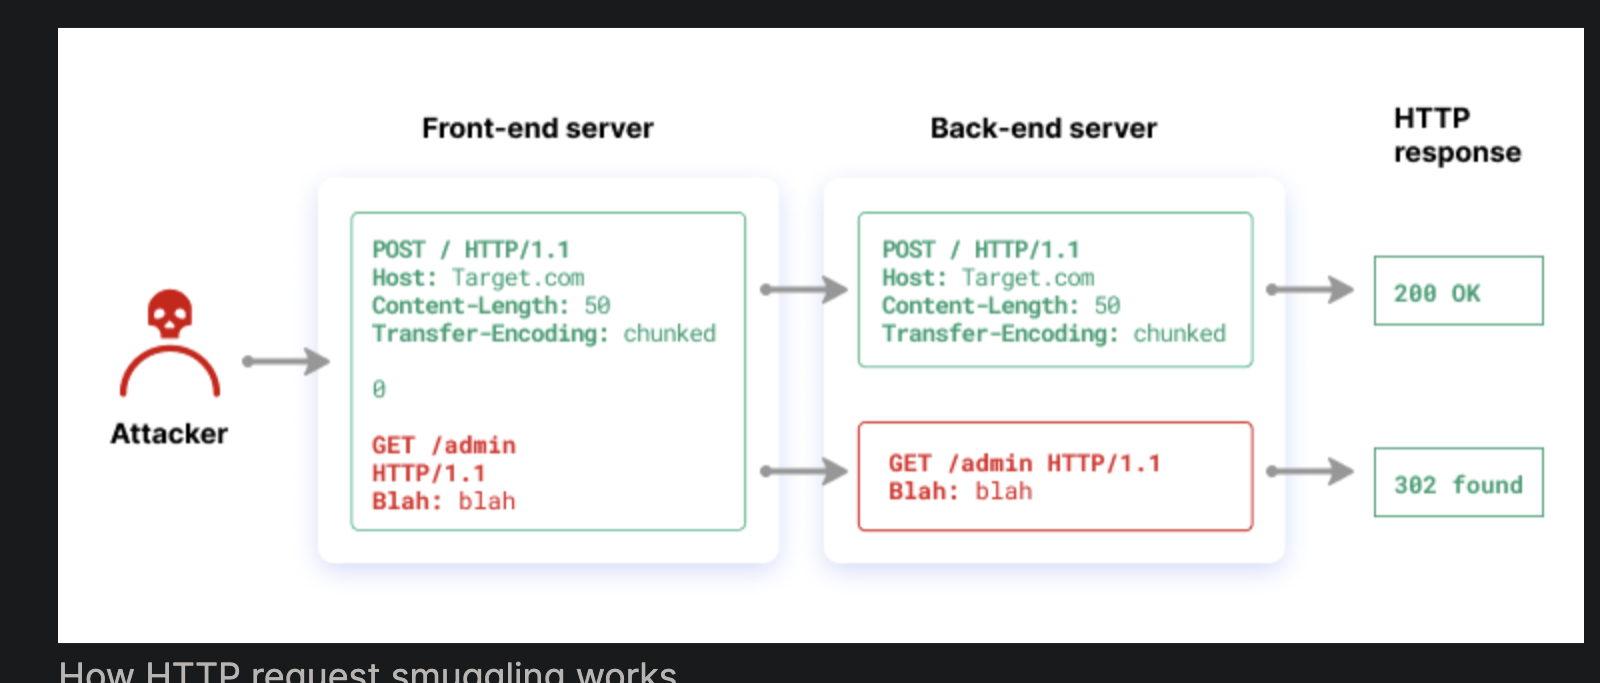 Front-end server
Back-end server
HTTP
response
POST / HTTP/1.1
Host: Target.com
Content-Length: 50
Transfer-Encoding: chunked
0
GET /admin
HTTP/1.1
Blah: blah
POST / HTTP/1.1
Host: Target.com
Content-Length: 50
Transfer-Encoding: chunked
GET /admin HTTP/1.1
Blah: blah
200 OK
302 found
Attacker
How HTTP request smuggling works